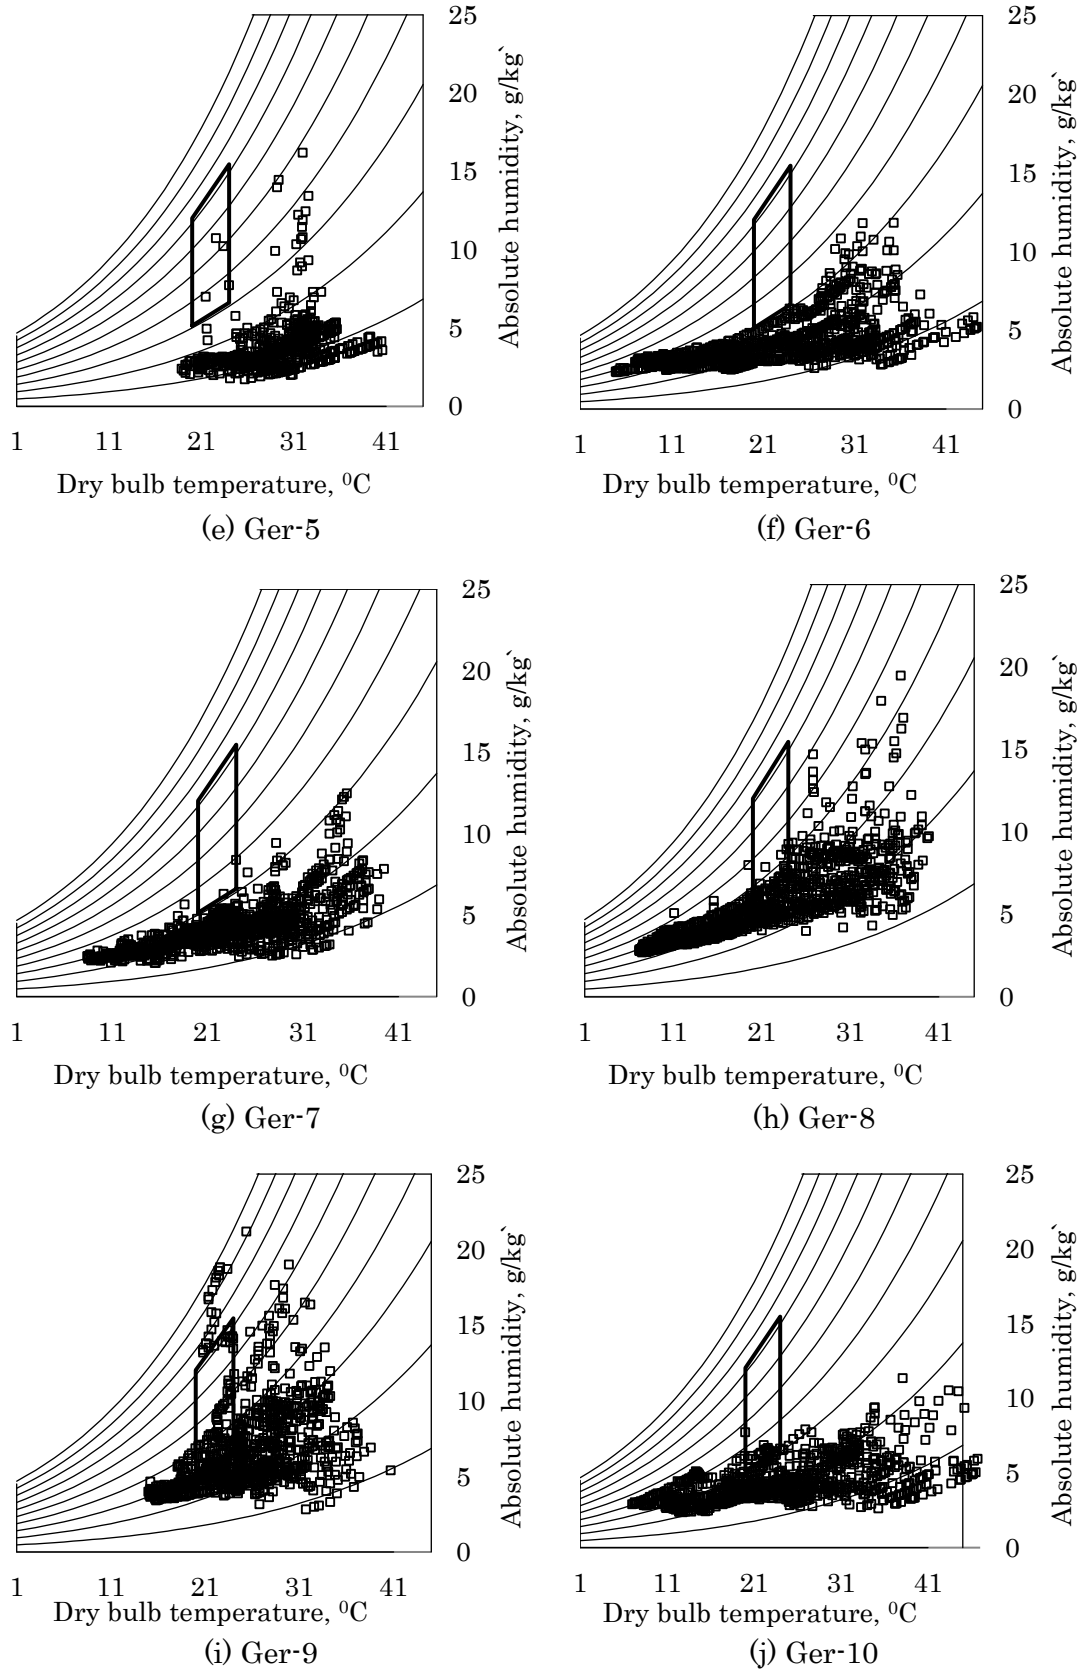 25
20
15
10
5
0
Absolute humidity, g/kg`
1 11 21 31 41
Dry bulb temperature, ⁰C
(e) Ger-5
25
20
15
10
5
0
Absolute humidity, g/kg`
1 11 21 31 41
Dry bulb temperature, ⁰C
(f) Ger-6
25
20
15
10
5
0
Absolute humidity, g/kg`
1 11 21 31 41
Dry bulb temperature, ⁰C
(g) Ger-7
25
20
15
10
5
0
Absolute humidity, g/kg`
1 11 21 31 41
Dry bulb temperature, ⁰C
(h) Ger-8
25
20
15
10
5
0
Absolute humidity, g/kg`
1 11 21 31 41
Dry bulb temperature, ⁰C
(i) Ger-9
25
20
15
10
5
0
Absolute humidity, g/kg`
1 11 21 31 41
Dry bulb temperature, ⁰C
(j) Ger-10